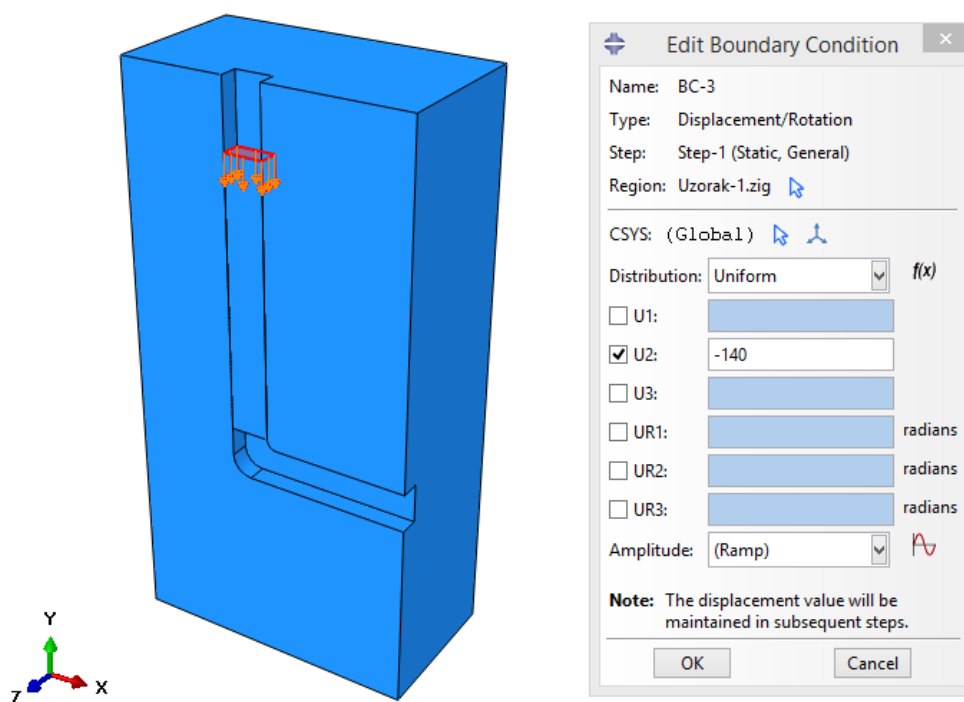 Edit Boundary Condition
Name: BC-3
Type: Displacement/Rotation
Step: Step-1 (Static, General)
Region: Uzorak-1.zig
CSYS: (Global)
Distribution: Uniform f(x)
U1:
U2: -140
U3:
UR1: radians
UR2: radians
UR3: radians
Amplitude: (Ramp)
Note: The displacement value will be
maintained in subsequent steps.
OK Cancel
Y
Z X